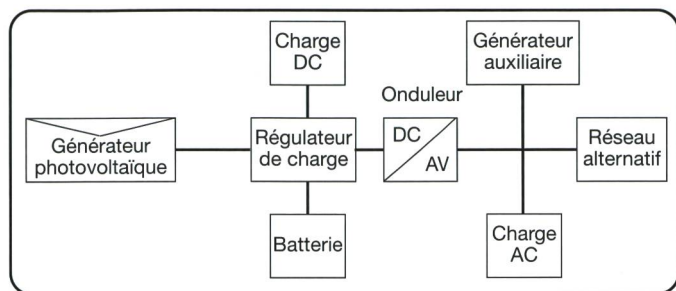 Charge
DC
Générateur
auxiliaire
Onduleur
Générateur
photovoltaïque
Régulateur
de charge
DC
AV
Réseau
alternatif
Batterie
Charge
AC